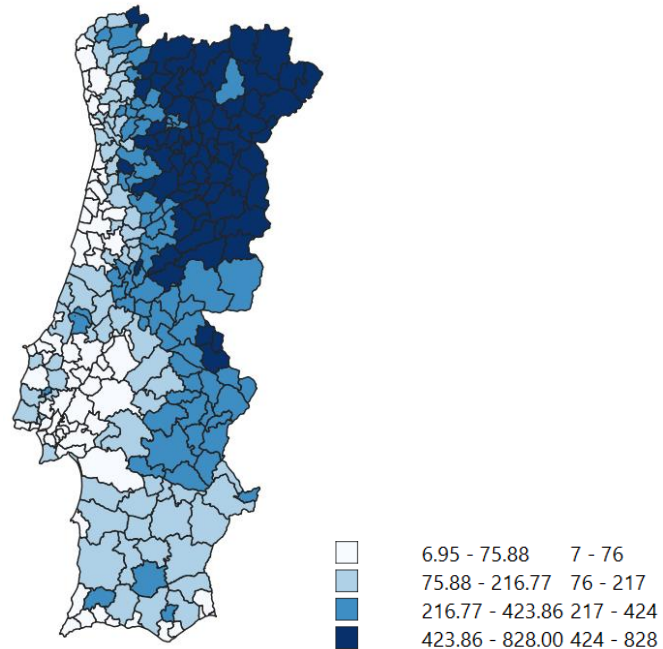 6.95 - 75.88 7 - 76
75.88 - 216.77 76 - 217
216.77 - 423.86 217 - 424
423.86 - 828.00 424 - 828